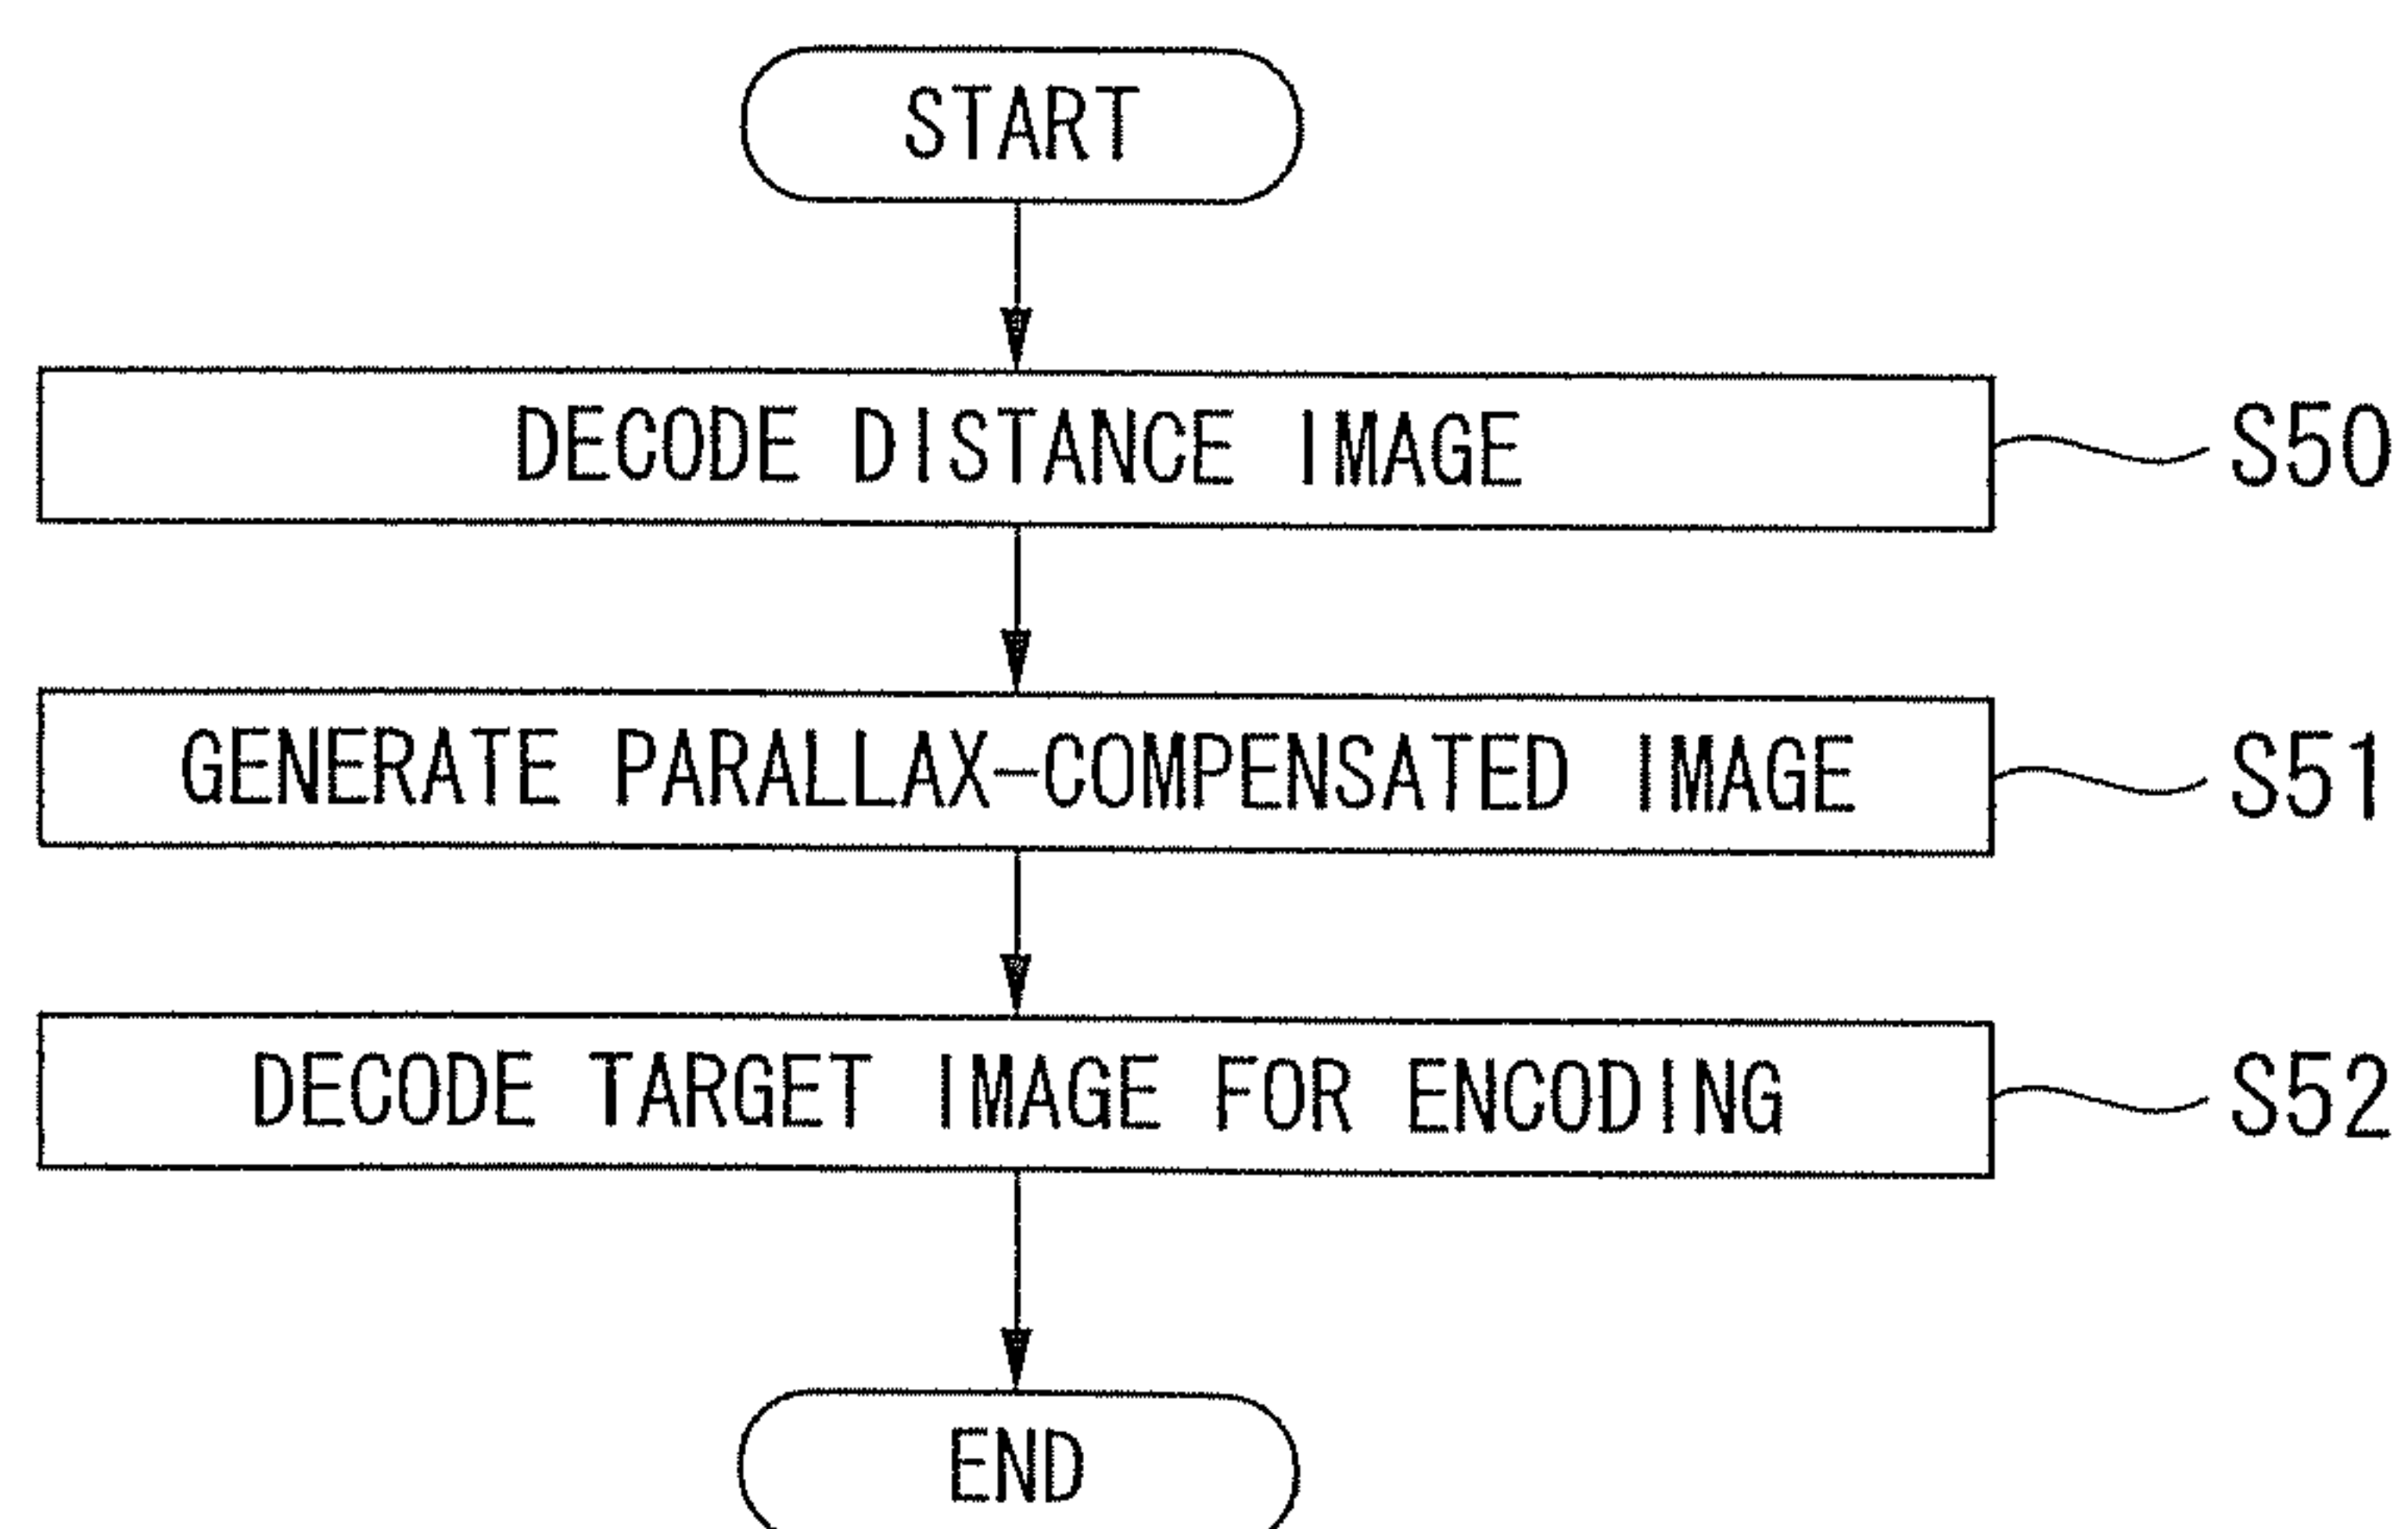 START
DECODE DISTANCE IMAGE S50
GENERATE PARALLAX-COMPENSATED IMAGE S51
DECODE TARGET IMAGE FOR ENCODING S52
END